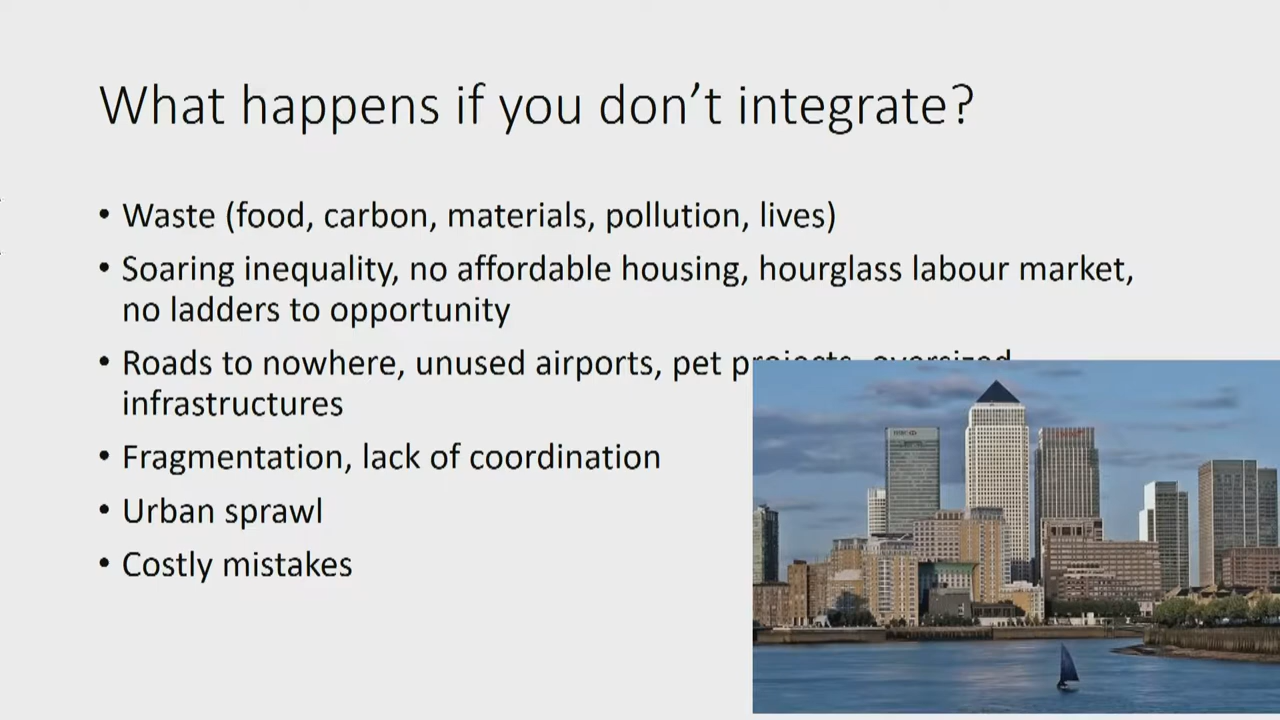 What happens if you don't integrate?
• Waste (food, carbon, materials, pollution, lives)
• Soaring inequality, no affordable housing, hourglass labour market,
no ladders to opportunity
• Roads to nowhere, unused airports, pet projects, oversized
infrastructures
• Fragmentation, lack of coordination
• Urban sprawl
• Costly mistakes